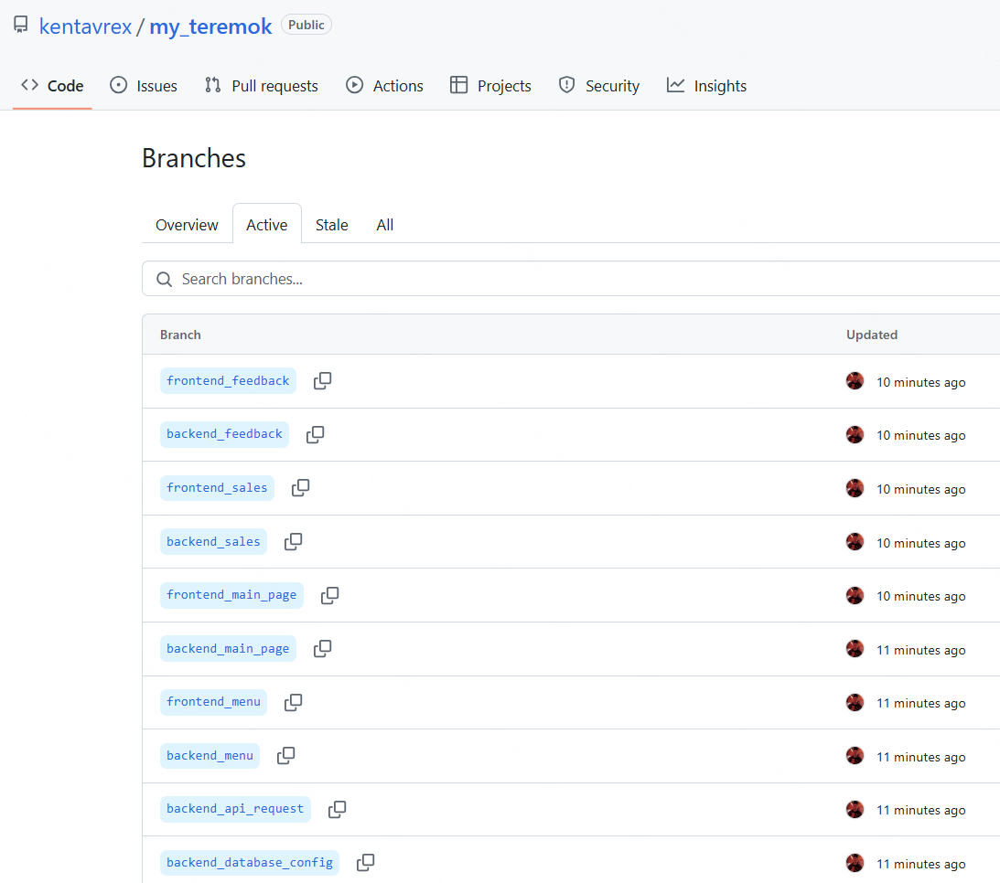 kentavrex / my_teremok Public
Code Issues Pull requests Actions Projects Security Insights
Branches
Overview Active Stale All
Search branches...
Branch Updated
frontend_feedback 10 minutes ago
backend_feedback 10 minutes ago
frontend_sales 10 minutes ago
backend_sales 10 minutes ago
frontend_main_page 10 minutes ago
backend_main_page 11 minutes ago
frontend_menu 11 minutes ago
backend_menu 11 minutes ago
backend_api_request 11 minutes ago
backend_database_config 11 minutes ago